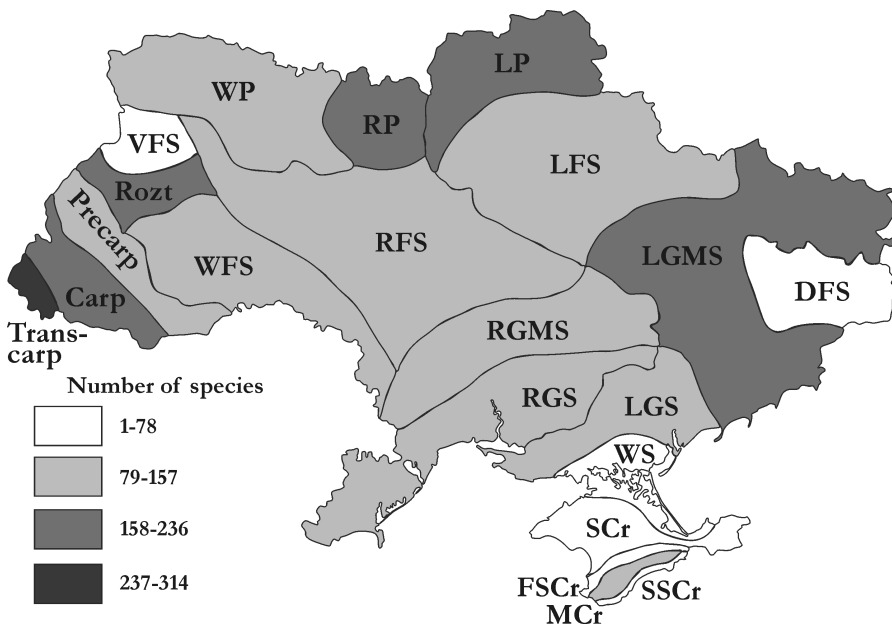 LP
WP
RP
VFS
LFS
Rozt
Precarp
RFS
WFS
LGMS
Carp
DFS
Trans-
carp
RGMS
RGS
LGS
WS
SCr
FSCr
MCr
SSCr
Number of species
1-78
79-157
158-236
237-314